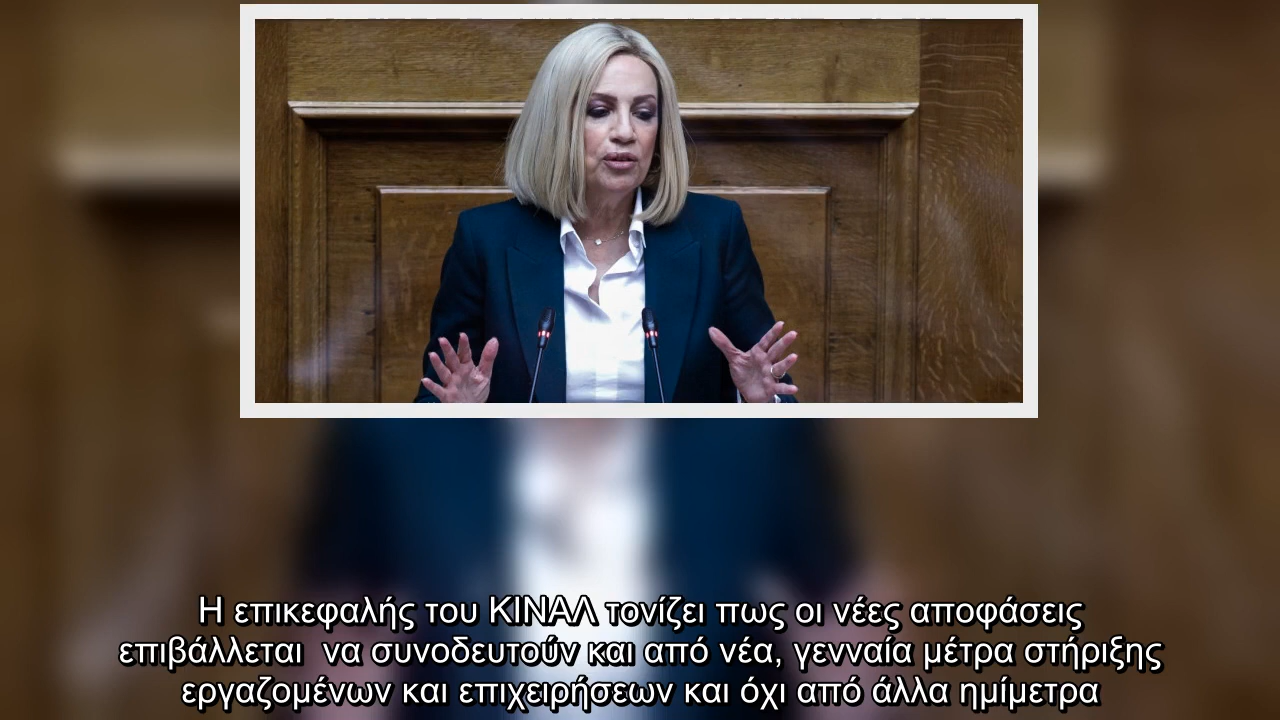 Η επικεφαλής του ΚΙΝΑΛ τονίζει πως οι νέες αποφάσεις
επιβάλλεται να συνοδευτούν και από νέα, γενναία μέτρα στήριξης
εργαζομένων και επιχειρήσεων και όχι από άλλα ημίμετρα